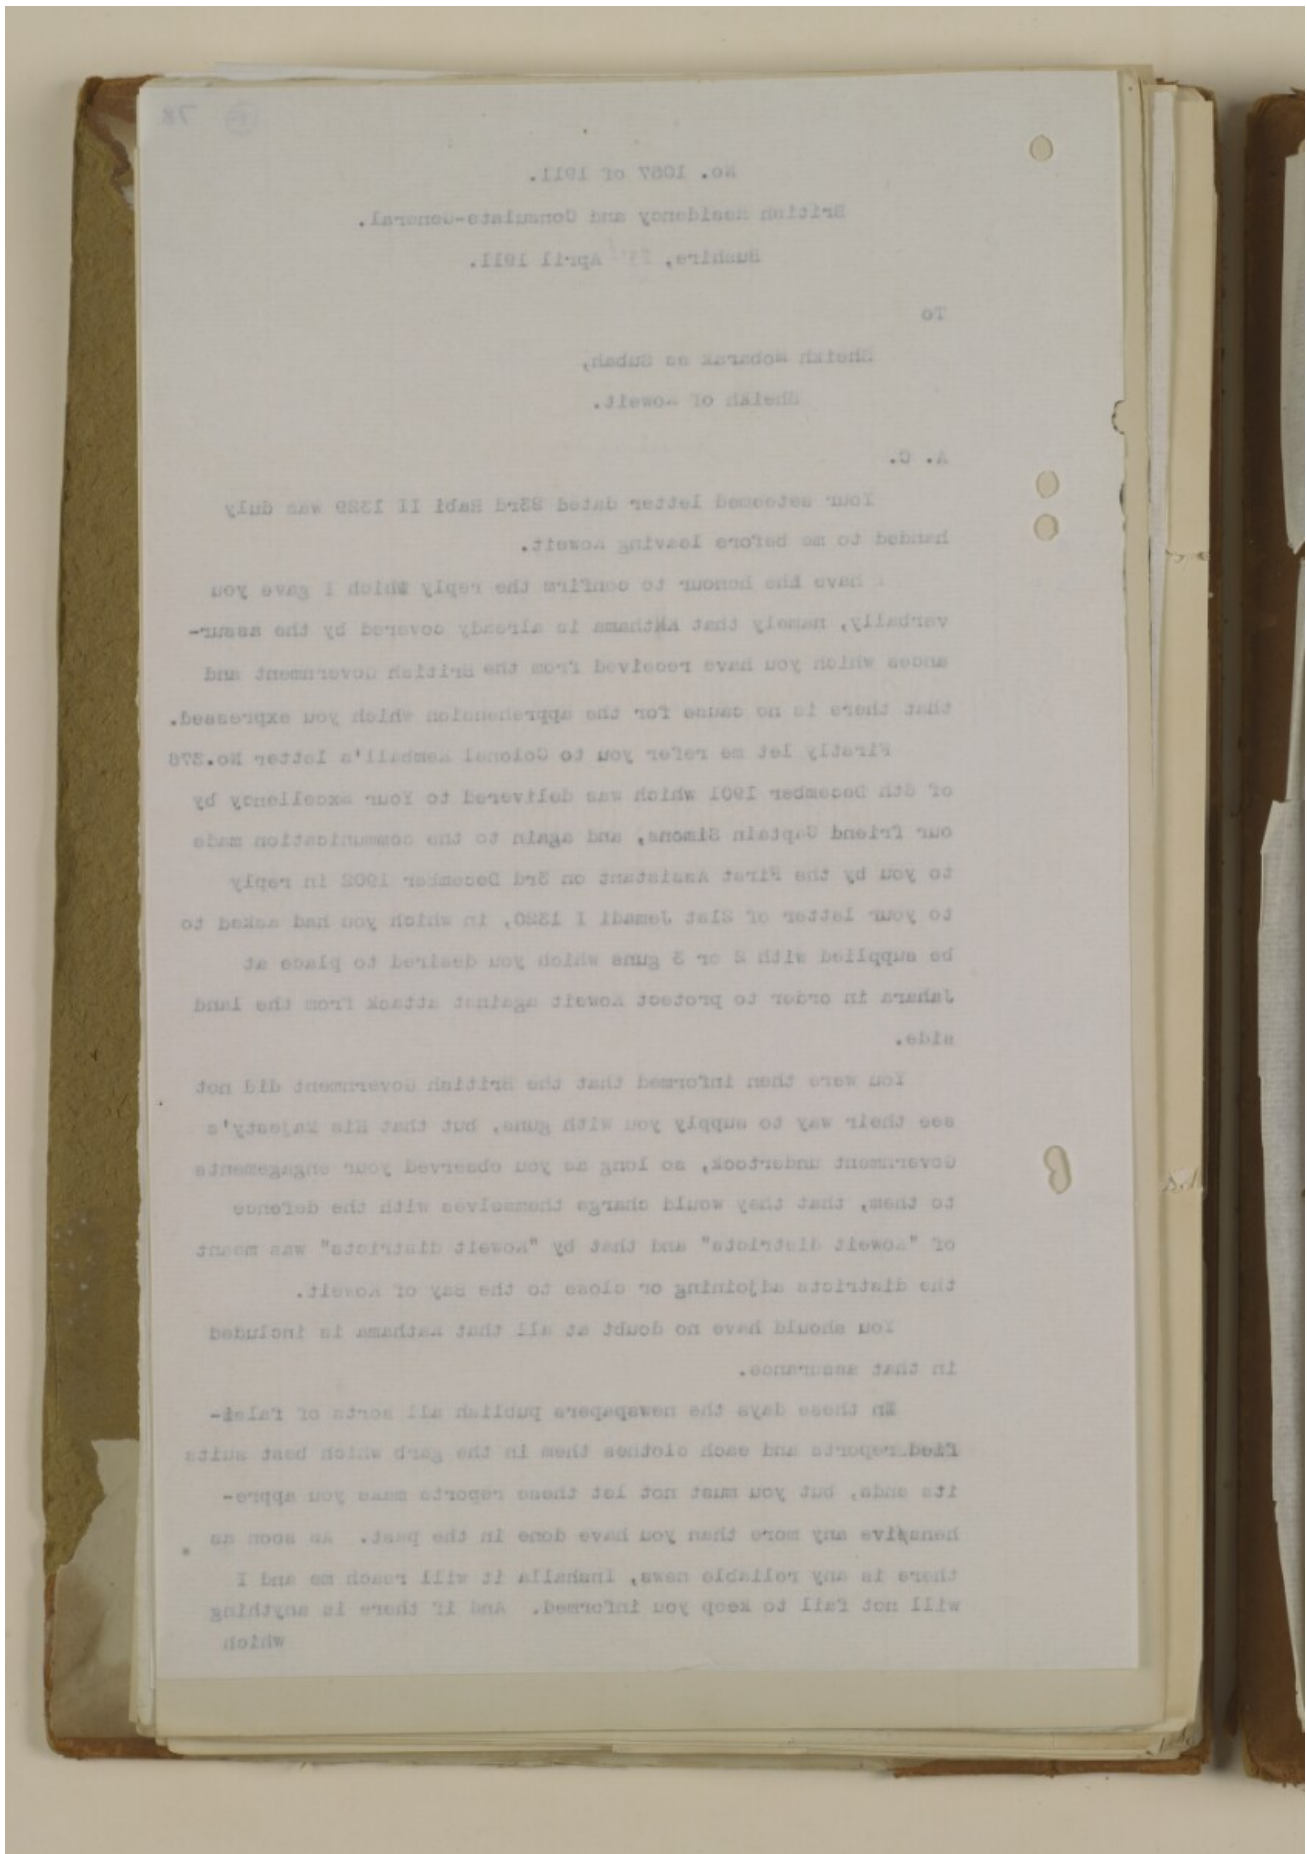 78
No. 1057 of 1911.
British Residency and Consulate-General.
Bushire, April 1911.
To
Sheikh Mobarak as Subah,
Sheikh of Koweit.
A. C.
Your esteemed letter dated 23rd Rabi II 1329 was duly
handed to me before leaving Koweit.
I have the honour to confirm the reply which I gave you
verbally, namely that Kathama is already covered by the assur-
ances which you have received from the British Government and
that there is no cause for the apprehension which you expressed.
Firstly let me refer you to Colonel Kemball's letter No.
of December 1901 which was delivered to Your Excellency by
our friend Captain Simons, and again to the communication made
to you by the First Assistant on 3rd December 1902 in reply
to your letter of 21st Jemadi I 1320, in which you had asked to
be supplied with 2 or 3 guns which you desired to place at
Jahara in order to protect Koweit against attack from the land
side.
You were then informed that the British Government did not
see their way to supply you with guns, but that His Majesty's
Government undertook, so long as you observed your engagements
to them, that they would charge themselves with the defence
of "Koweit districts" and that by "Koweit districts" was meant
the districts adjoining or close to the Bay of Koweit.
You should have no doubt at all that Kathama is included
in that assurance.
In these days the newspapers publish all sorts of falsi-
fied reports and each clothes them in the garb which best suits
its ends, but you must not let these reports make you appre-
hensive any more than you have done in the past. As soon as
there is any reliable news, Inshalla it will reach me and I
will not fail to keep you informed. And if there is anything
which